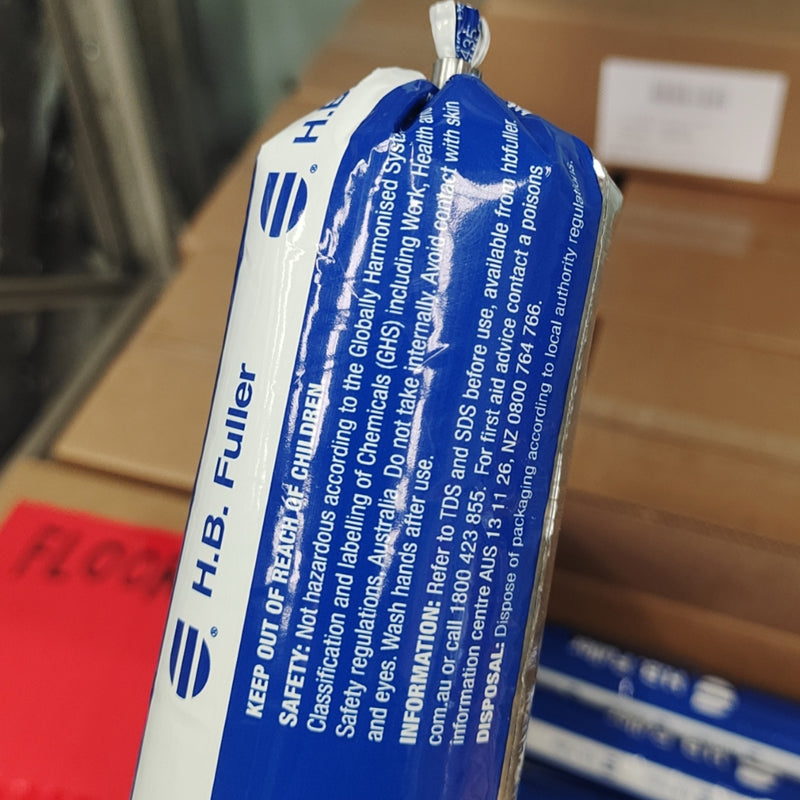 H.B. Fuller
KEEP OUT OF REACH OF CHILDREN
SAFETY: Not hazardous according to the Globally Harmonised Syst
Classification and labelling of Chemicals (GHS) including Work, Health and
Safety regulations, Australia. Do not take internally. Avoid contact with skin
and eyes. Wash hands after use.
INFORMATION: Refer to TDS and SDS before use, available from hbfuller.
com.au or call 1800 423 855. For first aid advice contact a poisons
information centre AUS 13 11 26, NZ 0800 764 766.
DISPOSAL: Dispose of packaging according to local authority regulations.
H.B.
435
FLOOR
H.B. Fuller